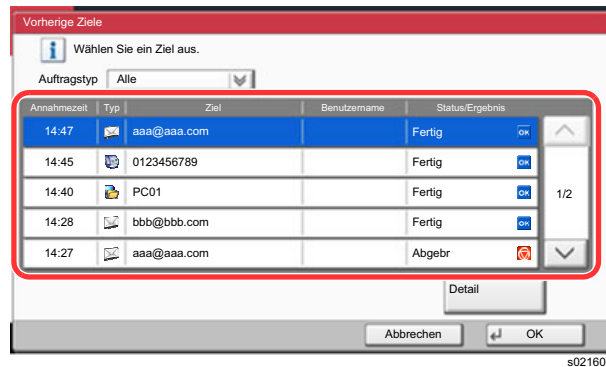 Vorherige Ziele
Wählen Sie ein Ziel aus.
Auftragstyp Alle
Annahmezeit Typ Ziel Benutzername Status/Ergebnis
14:47 aaa@aaa.com Fertig OK
14:45 0123456789 Fertig OK
14:40 PC01 Fertig OK
1/2
14:28 bbb@bbb.com Fertig OK
14:27 aaa@aaa.com Abgebr
Detail
Abbrechen OK
s02160